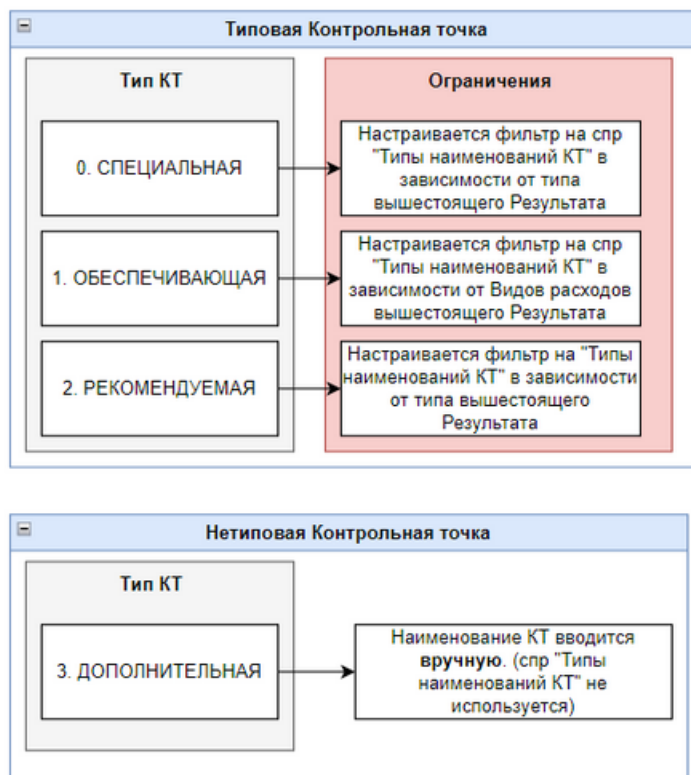 Типовая Контрольная точка
Тип КТ
Ограничения
0. СПЕЦИАЛЬНАЯ
Настраивается фильтр на спр
"Типы наименований КТ" в
зависимости от типа
вышестоящего Результата
1. ОБЕСПЕЧИВАЮЩАЯ
Настраивается фильтр на спр
"Типы наименований КТ" в
зависимости от Видов расходов
вышестоящего Результата
2. РЕКОМЕНДУЕМАЯ
Настраивается фильтр на "Типы
наименований КТ" в зависимости
от типа вышестоящего
Результата
Нетиповая Контрольная точка
Тип КТ
3. ДОПОЛНИТЕЛЬНАЯ
Наименование КТ вводится
вручную. (спр "Типы
наименований КТ" не
используется)